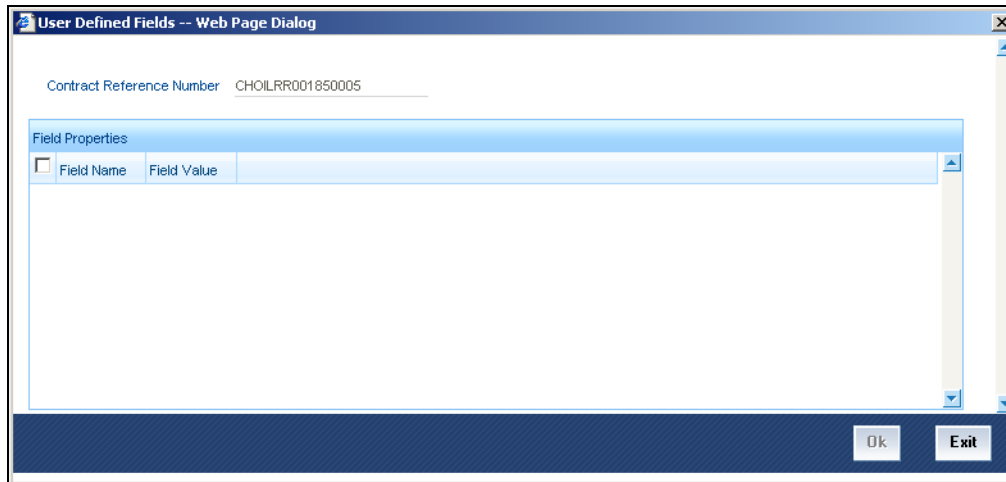 User Defined Fields -- Web Page Dialog
Contract Reference Number CHOILRR001850005
Field Properties
Field Name Field Value
Ok Exit